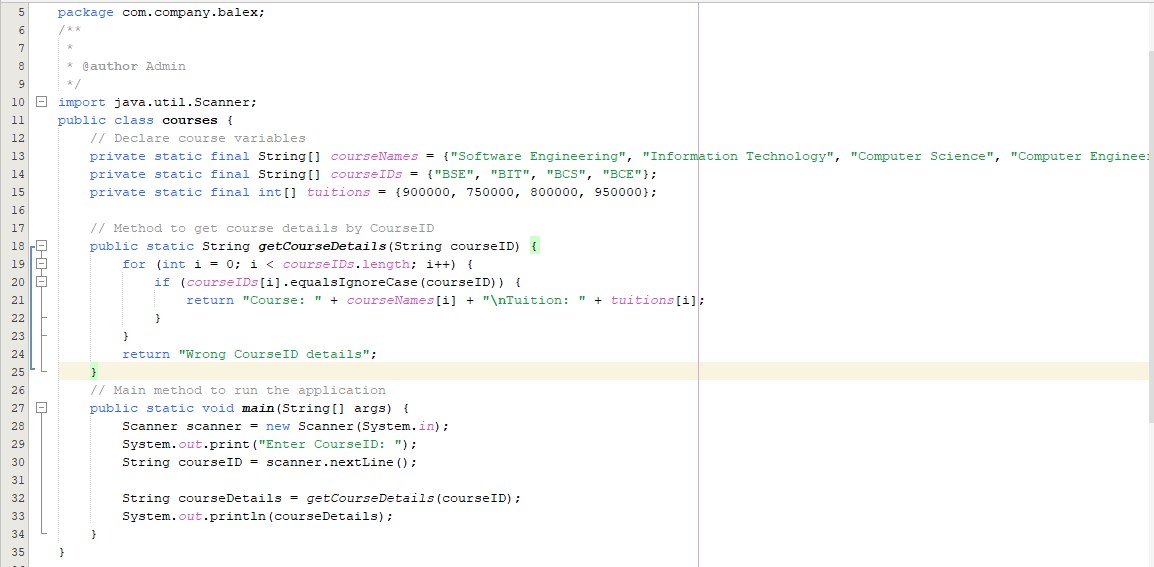 5 package com.company.balex;
6 /**
7 *
8 * @author Admin
9 */
10 import java.util.Scanner;
11 public class courses {
12 // Declare course variables
13 private static final String[] courseNames = {"Software Engineering", "Information Technology", "Computer Science", "Computer Enginee
14 private static final String[] courseIDs = {"BSE", "BIT", "BCS", "BCE"};
15 private static final int[] tuitions = {900000, 750000, 800000, 950000};
16
17 // Method to get course details by CourseID
18 public static String getCourseDetails(String courseID) {
19 for (int i = 0; i < courseIDs.length; i++) {
20 if (courseIDs[i].equalsIgnoreCase(courseID)) {
21 return "Course: " + courseNames[i] + "\nTuition: " + tuitions[i];
22 }
23 }
24 return "Wrong CourseID details";
25 }
26 // Main method to run the application
27 public static void main(String[] args) {
28 Scanner scanner = new Scanner(System.in);
29 System.out.print("Enter CourseID: ");
30 String courseID = scanner.nextLine();
31
32 String courseDetails = getCourseDetails(courseID);
33 System.out.println(courseDetails);
34 }
35 }